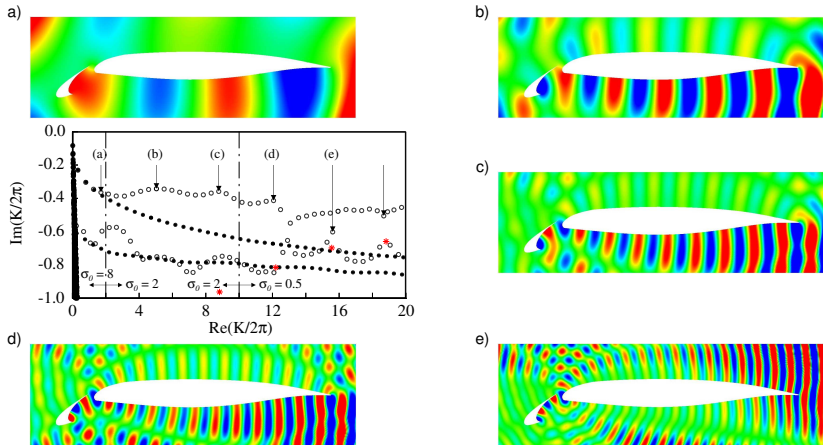 a)
b)
0.0
-0.2
-0.4
-0.6
-0.8
-1.0
Im(K/2π)
(a) (b) (c) (d) (e)
σ₀= 8 σ₀= 2 σ₀= 2 σ₀= 0.5
0 4 8 12 16 20
Re(K/2π)
c)
d)
e)